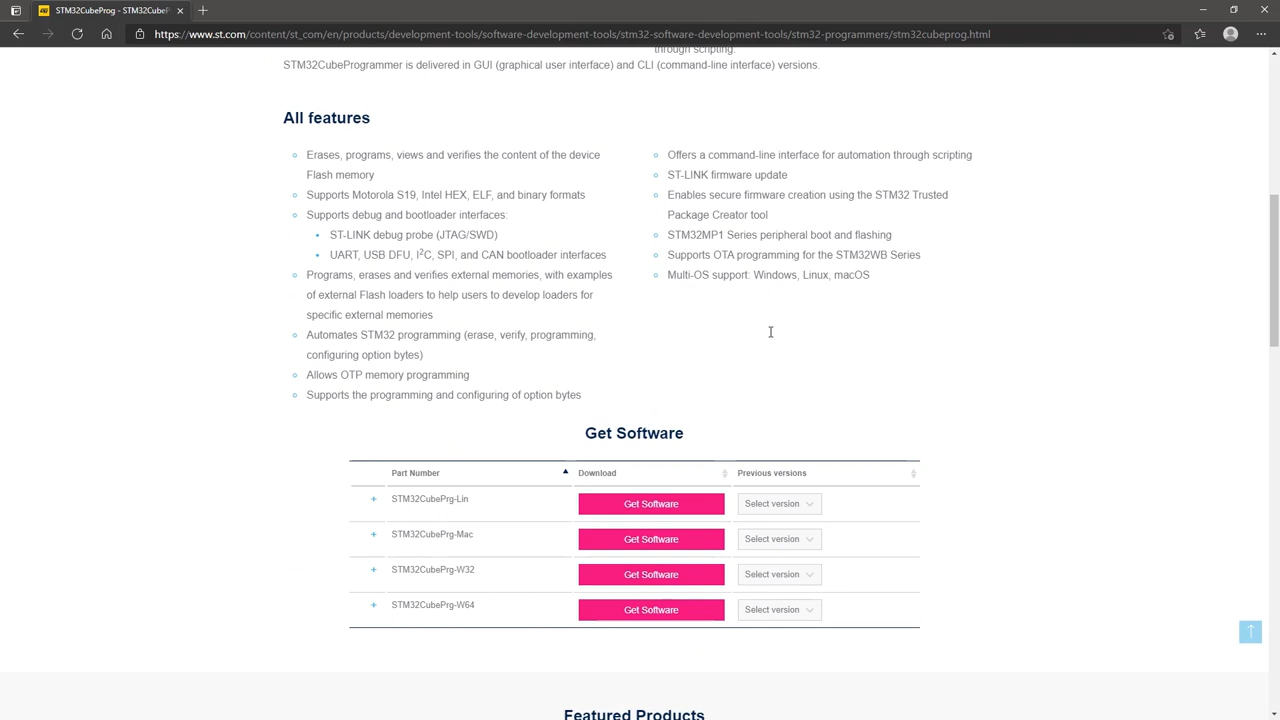 STM32CubeProg - STM32CubeP
https://www.st.com/content/st_com/en/products/development-tools/software-development-tools/stm32-software-development-tools/stm32-programmers/stm32cubeprog.html
through scripting.
STM32CubeProgrammer is delivered in GUI (graphical user interface) and CLI (command-line interface) versions.
All features
Erases, programs, views and verifies the content of the device
Flash memory
Supports Motorola S19, Intel HEX, ELF, and binary formats
Supports debug and bootloader interfaces:
ST-LINK debug probe (JTAG/SWD)
UART, USB DFU, I2C, SPI, and CAN bootloader interfaces
Programs, erases and verifies external memories, with examples
of external Flash loaders to help users to develop loaders for
specific external memories
Automates STM32 programming (erase, verify, programming,
configuring option bytes)
Allows OTP memory programming
Supports the programming and configuring of option bytes
Offers a command-line interface for automation through scripting
ST-LINK firmware update
Enables secure firmware creation using the STM32 Trusted
Package Creator tool
STM32MP1 Series peripheral boot and flashing
Supports OTA programming for the STM32WB Series
Multi-OS support: Windows, Linux, macOS
Get Software
Part Number Download Previous versions
+ STM32CubePrg-Lin Get Software Select version
+ STM32CubePrg-Mac Get Software Select version
+ STM32CubePrg-W32 Get Software Select version
+ STM32CubePrg-W64 Get Software Select version
Featured Products